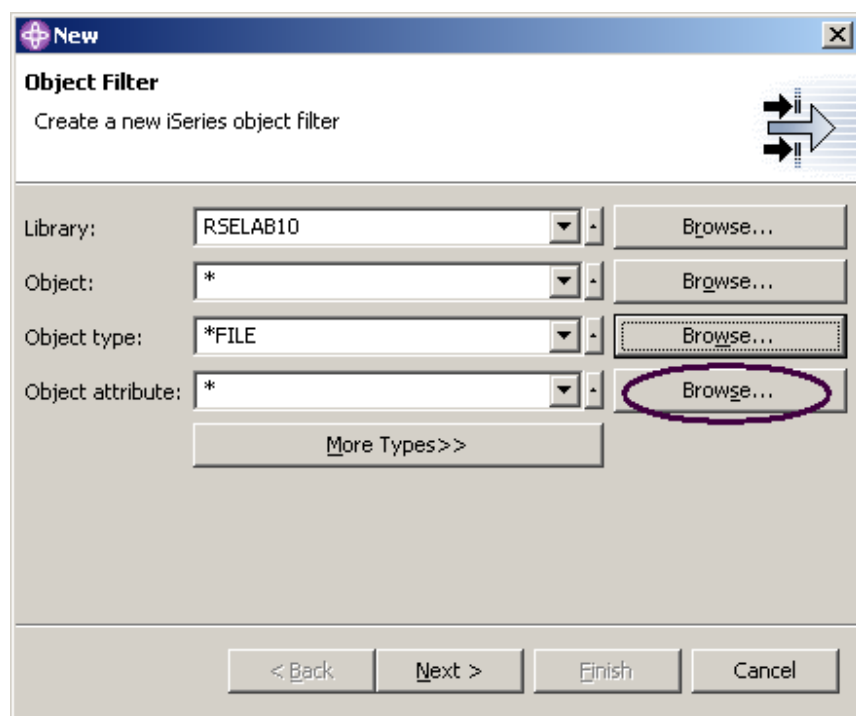 New
Object Filter
Create a new iSeries object filter
Library: RSELAB10 Browse...
Object: * Browse...
Object type: *FILE Browse...
Object attribute: * Browse...
More Types>>
< Back Next > Finish Cancel